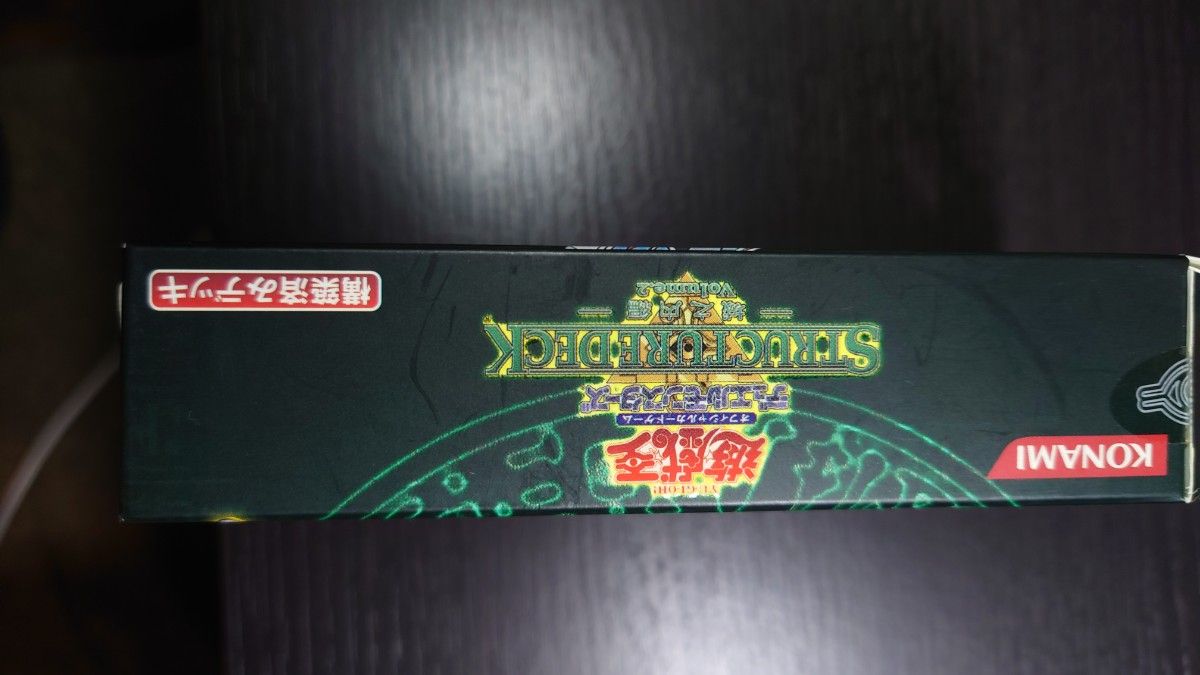 KONAMI
YU-GI-OH!
遊戯王
オフィシャルカードゲーム
デュエルモンスターズ
STRUCTURE DECK
城之内編
Volume.2
構築済みデッキ